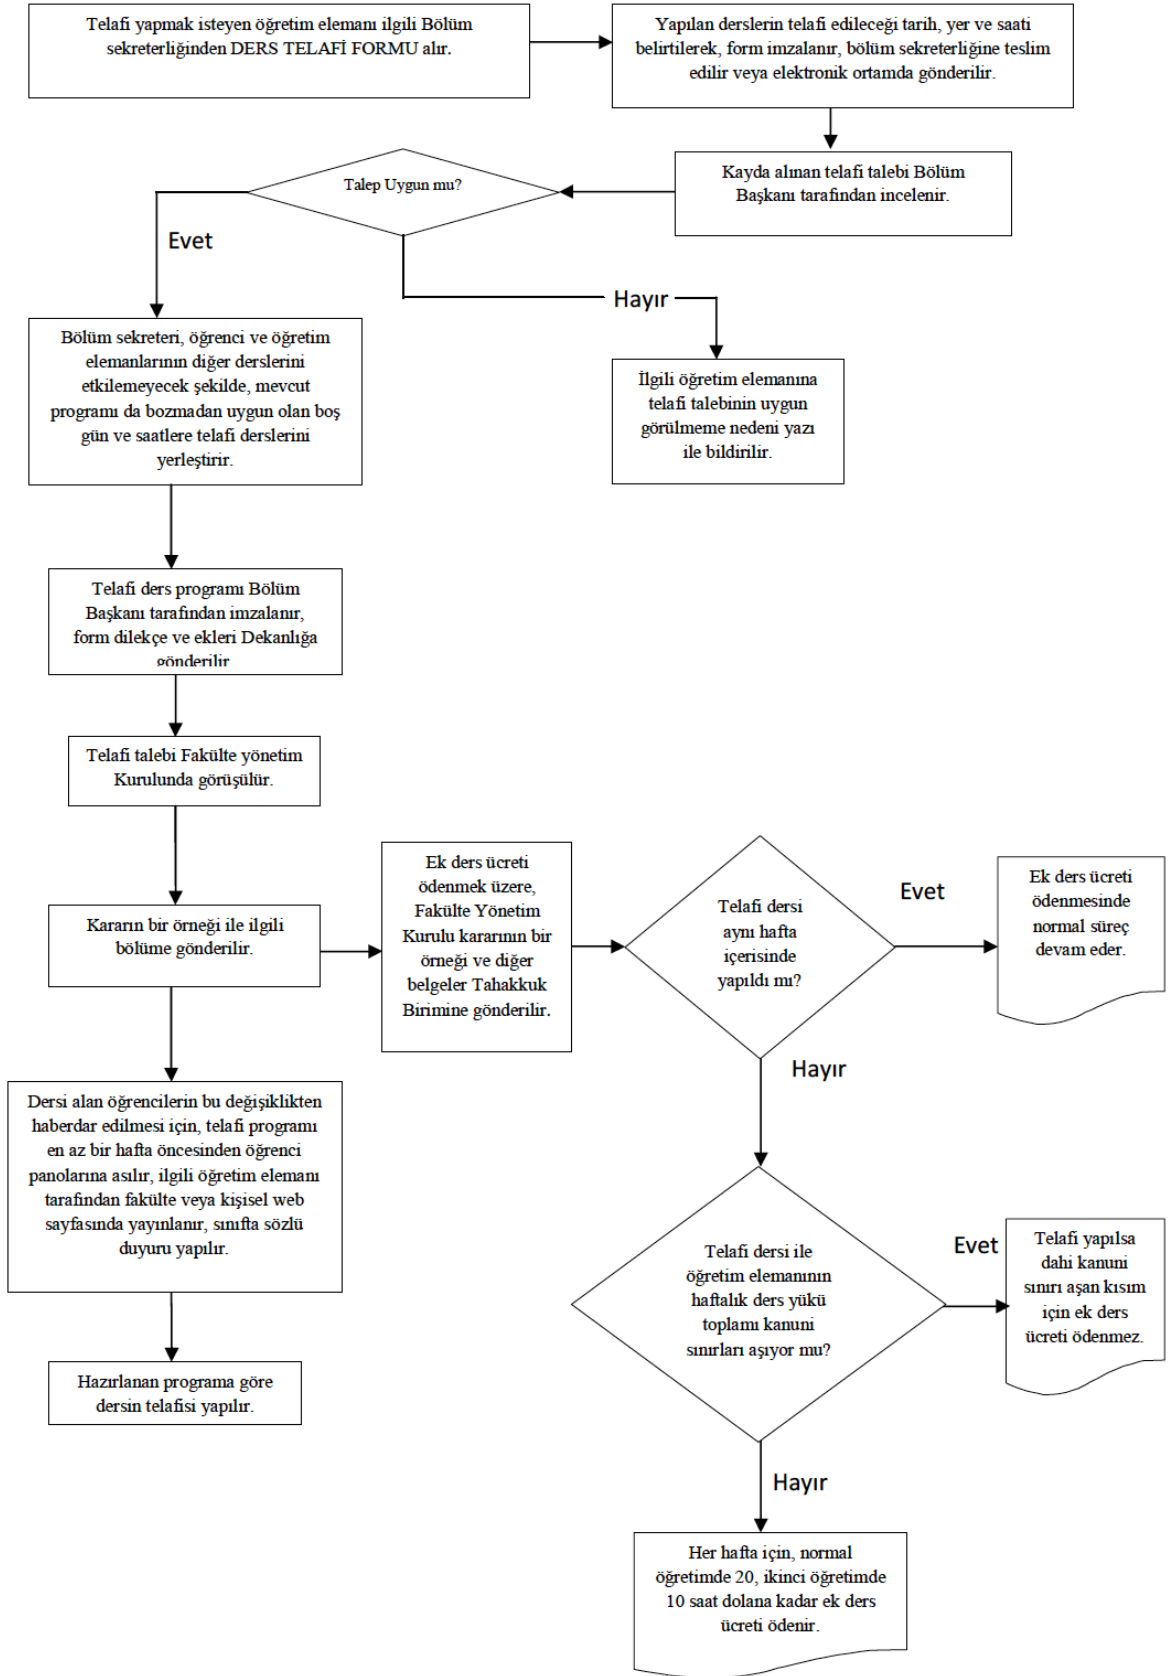 Telafi yapmak isteyen öğretim elemanı ilgili Bölüm
sekreterliğinden DERS TELAFİ FORMU alır.
Yapılan derslerin telafi edileceği tarih, yer ve saati
belirtilerek, form imzalanır, bölüm sekreterliğine teslim
edilir veya elektronik ortamda gönderilir.
Kayda alınan telafi talebi Bölüm
Başkanı tarafından incelenir.
Talep Uygun mu?
Evet
Hayır
Bölüm sekreteri, öğrenci ve öğretim
elemanlarının diğer derslerini
etkilemeyecek şekilde, mevcut
programı da bozmadan uygun olan boş
gün ve saatlere telafi derslerini
yerleştirir.
İlgili öğretim elemanına
telafi talebinin uygun
görülmeme nedeni yazı
ile bildirilir.
Telafi ders programı Bölüm
Başkanı tarafından imzalanır,
form dilekçe ve ekleri Dekanlığa
gönderilir
Telafi talebi Fakülte yönetim
Kurulunda görüşülür.
Kararın bir örneği ile ilgili
bölüme gönderilir.
Ek ders ücreti
ödenmek üzere,
Fakülte Yönetim
Kurulu kararının bir
örneği ve diğer
belgeler Tahakkuk
Birimine gönderilir.
Telafi dersi
aynı hafta
içerisinde
yapıldı mı?
Evet
Ek ders ücreti
ödenmesinde
normal süreç
devam eder.
Hayır
Dersi alan öğrencilerin bu değişiklikten
haberdar edilmesi için, telafi programı
en az bir hafta öncesinden öğrenci
panolarına asılır, ilgili öğretim elemanı
tarafından fakülte veya kişisel web
sayfasında yayınlanır, sınıfta sözlü
duyuru yapılır.
Telafi dersi ile
öğretim elemanının
haftalık ders yükü
toplamı kanuni
sınırları aşıyor mu?
Evet
Telafi yapılsa
dahi kanuni
sınırı aşan kısım
için ek ders
ücreti ödenmez.
Hazırlanan programa göre
dersin telafisi yapılır.
Hayır
Her hafta için, normal
öğretimde 20, ikinci öğretimde
10 saat dolana kadar ek ders
ücreti ödenir.